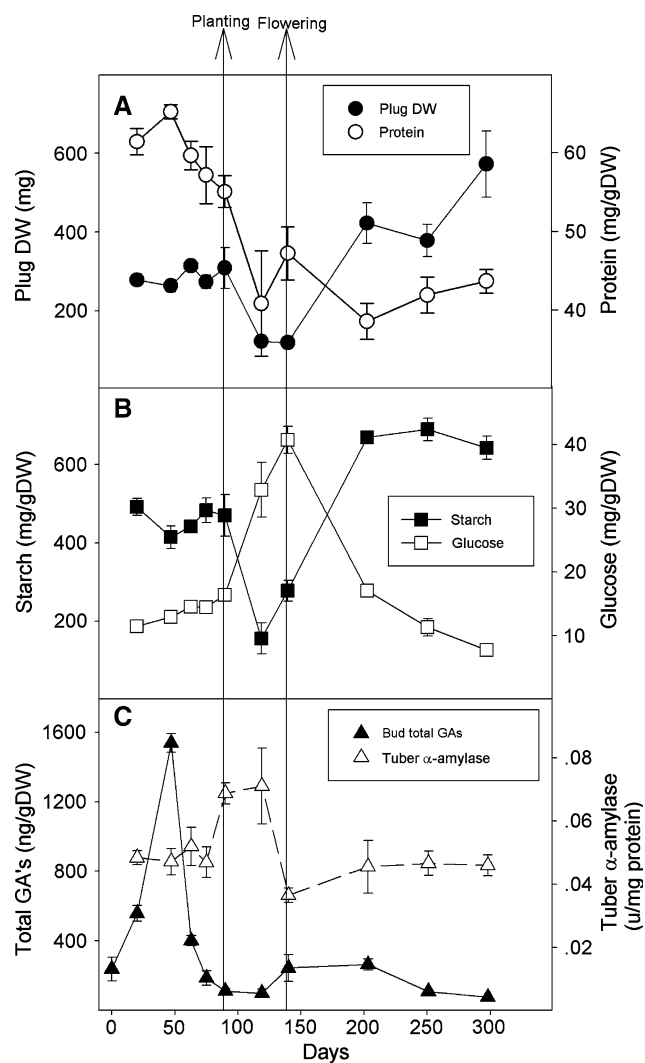 Planting Flowering
A
Plug DW
Protein
600
400
200
Plug DW (mg)
60
50
40
Protein (mg/gDW)
B
Starch
Glucose
600
400
200
Starch (mg/gDW)
40
30
20
10
Glucose (mg/gDW)
C
Bud total GAs
Tuber α-amylase
1600
1200
800
400
Total GA's (ng/gDW)
.08
.06
.04
.02
Tuber α-amylase
(u/mg protein)
0 50 100 150 200 250 300
Days